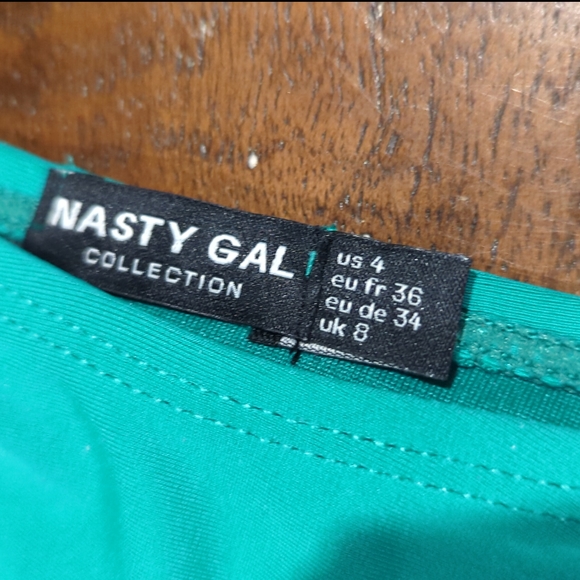 NASTY GAL
COLLECTION
us 4
eu fr 36
eu de 34
uk 8